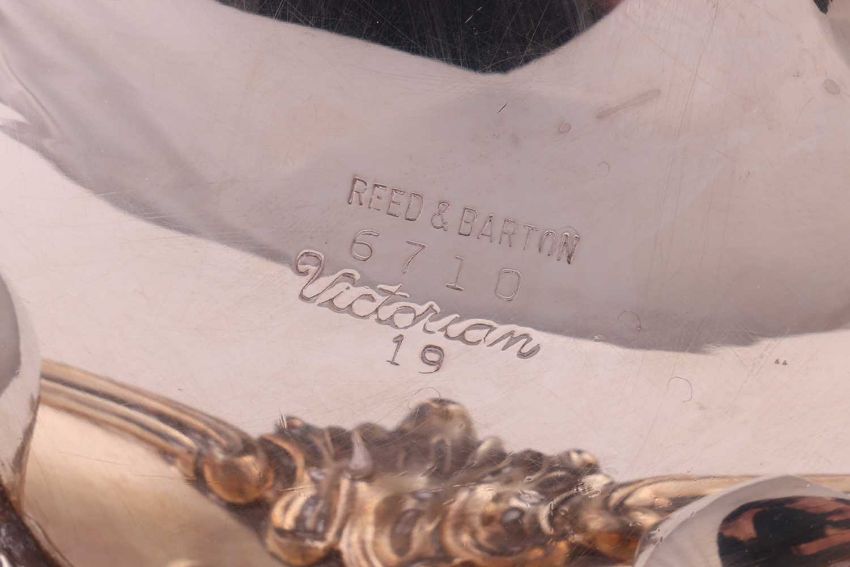 REED & BARTON
6710
Victorian
19